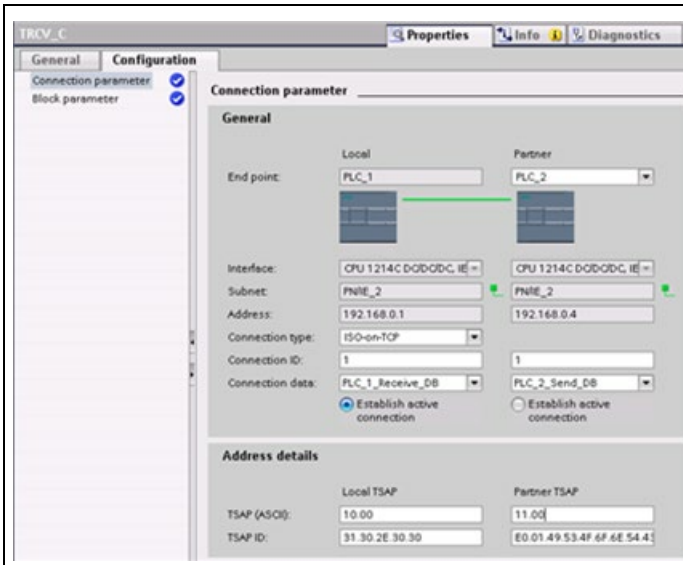 TRCV_C
Properties Info Diagnostics
General Configuration
Connection parameter
Block parameter
Connection parameter
General
Local Partner
End point: PLC_1 PLC_2
Interface: CPU 1214C DC/DC/DC, IE CPU 1214C DC/DC/DC, IE
Subnet: PN/IE_2 PN/IE_2
Address: 192.168.0.1 192.168.0.4
Connection type: ISO-on-TCP
Connection ID: 1 1
Connection data: PLC_1_Receive_DB PLC_2_Send_DB
Establish active connection Establish active connection
Address details
Local TSAP Partner TSAP
TSAP (ASCII): 10.00 11.00
TSAP ID: 31.30.2E.30.30 E0.01.49.53.4F.6F.6E.54.43